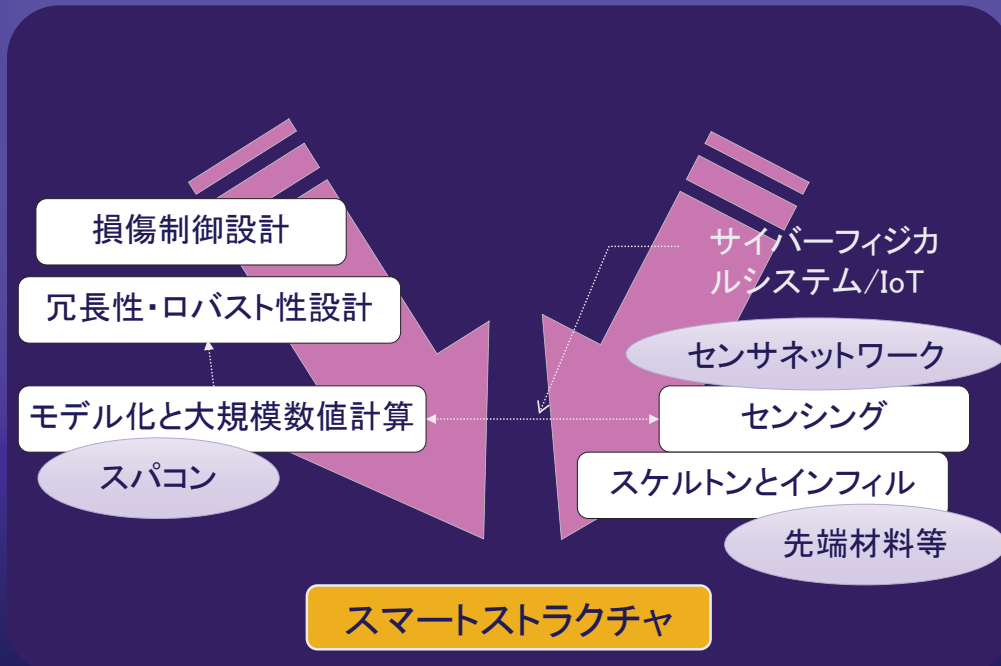 損傷制御設計
冗長性・ロバスト性設計
モデル化と大規模数値計算
スパコン
サイバーフィジカ
ルシステム/IoT
センサネットワーク
センシング
スケルトンとインフィル
先端材料等
スマートストラクチャ